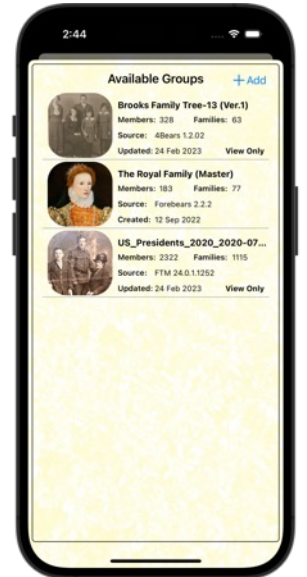 2:44
Available Groups + Add
Brooks Family Tree-13 (Ver.1)
Members: 328 Families: 63
Source: 4Bears 1.2.02
Updated: 24 Feb 2023 View Only
The Royal Family (Master)
Members: 183 Families: 77
Source: Forebears 2.2.2
Created: 12 Sep 2022
US_Presidents_2020_2020-07...
Members: 2322 Families: 1115
Source: FTM 24.0.1.1252
Updated: 24 Feb 2023 View Only